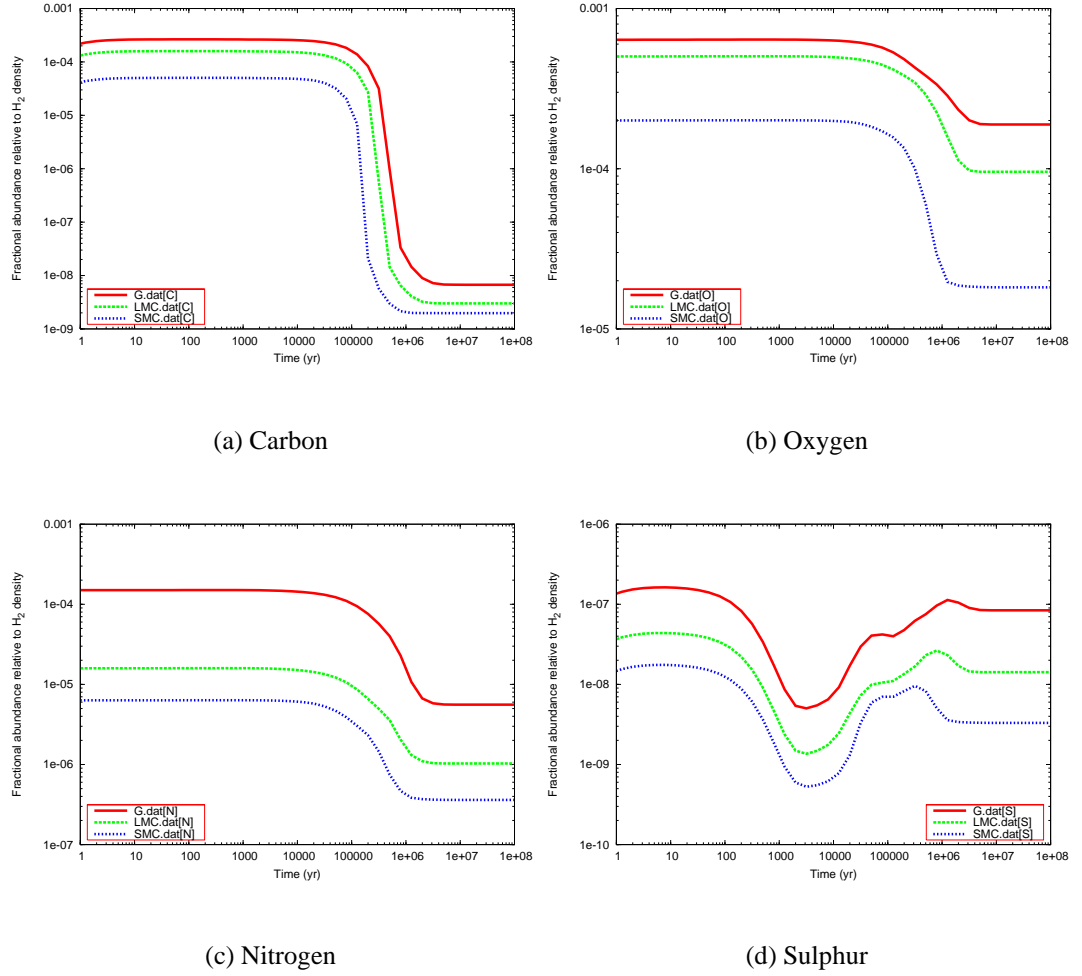 Fractional abundance relative to H₂ density
0.001
1e-04
1e-05
1e-06
1e-07
1e-08
1e-09
G.dat[C]
LMC.dat[C]
SMC.dat[C]
1 10 100 1000 10000 100000 1e+06 1e+07 1e+08
Time (yr)
(a) Carbon
Fractional abundance relative to H₂ density
0.001
1e-04
1e-05
G.dat[O]
LMC.dat[O]
SMC.dat[O]
1 10 100 1000 10000 100000 1e+06 1e+07 1e+08
Time (yr)
(b) Oxygen
Fractional abundance relative to H₂ density
0.001
1e-04
1e-05
1e-06
1e-07
G.dat[N]
LMC.dat[N]
SMC.dat[N]
1 10 100 1000 10000 100000 1e+06 1e+07 1e+08
Time (yr)
(c) Nitrogen
Fractional abundance relative to H₂ density
1e-06
1e-07
1e-08
1e-09
1e-10
G.dat[S]
LMC.dat[S]
SMC.dat[S]
1 10 100 1000 10000 100000 1e+06 1e+07 1e+08
Time (yr)
(d) Sulphur